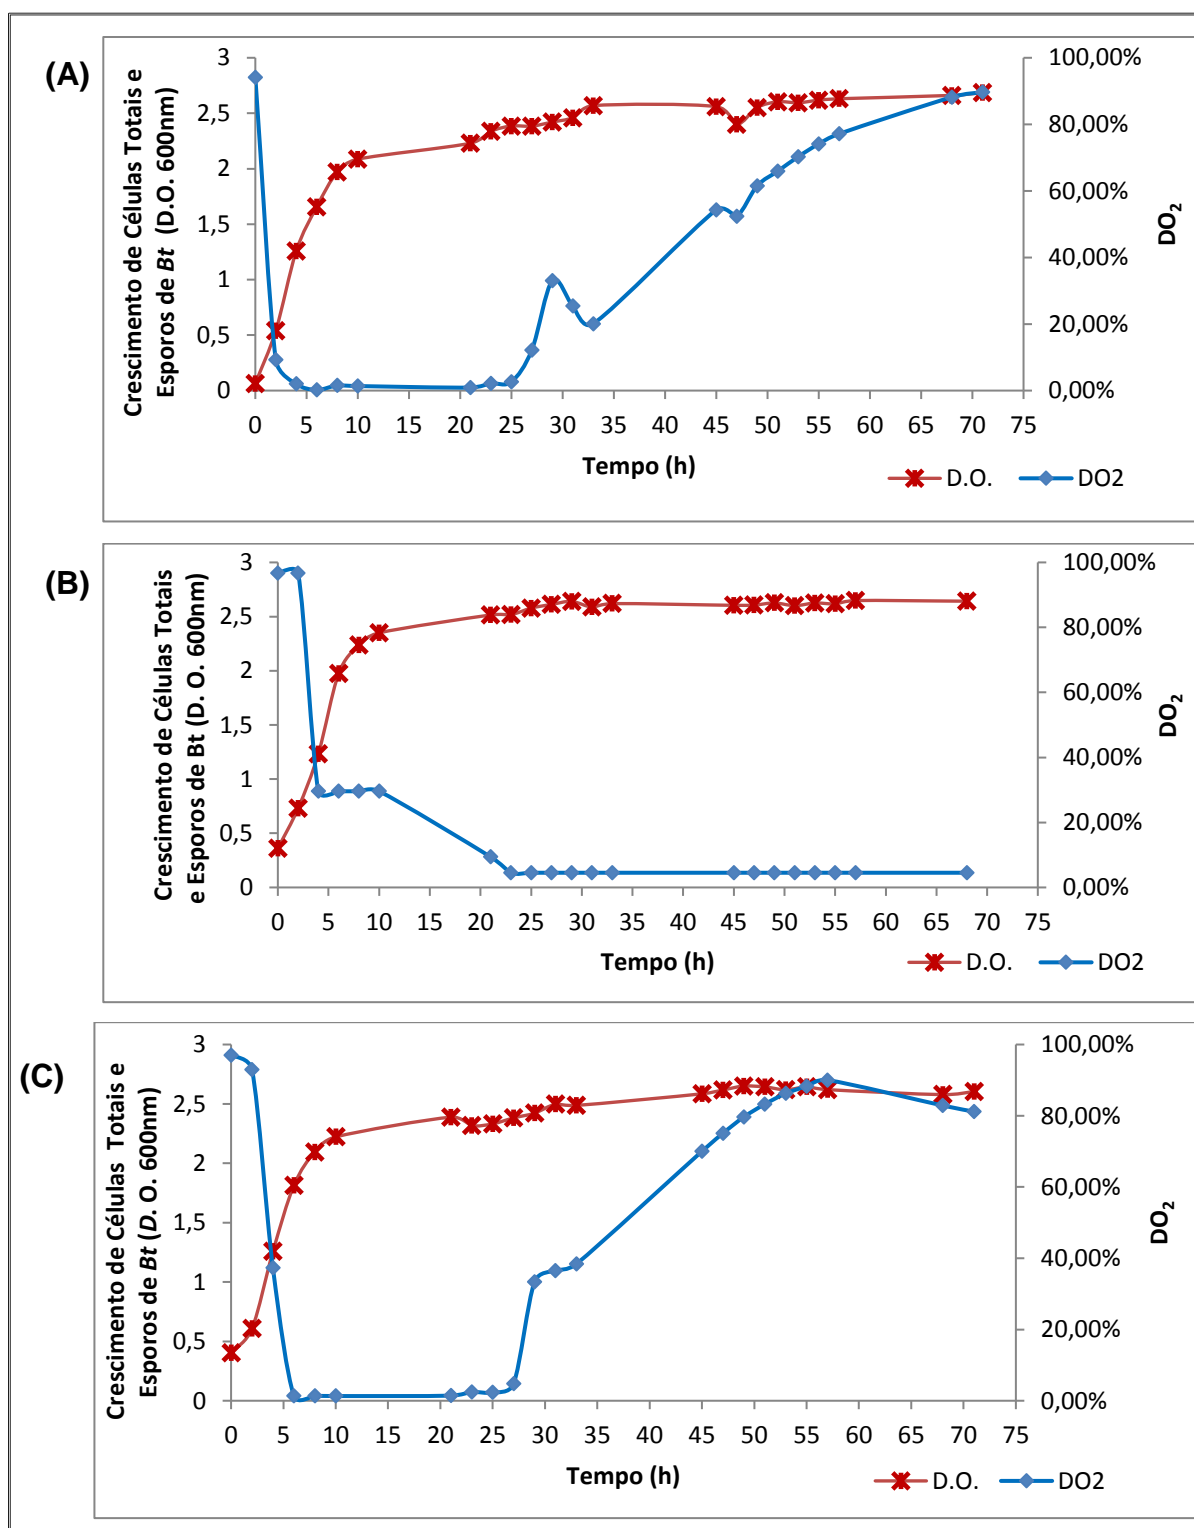 (A)
Crescimento de Células Totais e
Esporos de Bt (D.O. 600nm)
3
2,5
2
1,5
1
0,5
0
100,00%
80,00%
60,00%
40,00%
20,00%
0,00%
DO₂
0 5 10 15 20 25 30 35 40 45 50 55 60 65 70 75
Tempo (h)
D.O. DO2
(B)
Crescimento de Células Totais
e Esporos de Bt (D. O. 600nm)
3
2,5
2
1,5
1
0,5
0
100,00%
80,00%
60,00%
40,00%
20,00%
0,00%
DO₂
0 5 10 15 20 25 30 35 40 45 50 55 60 65 70 75
Tempo (h)
D.O. DO2
(C)
Crescimento de Células Totais e
Esporos de Bt (D. O. 600nm)
3
2,5
2
1,5
1
0,5
0
100,00%
80,00%
60,00%
40,00%
20,00%
0,00%
DO₂
0 5 10 15 20 25 30 35 40 45 50 55 60 65 70 75
Tempo (h)
D.O. DO2